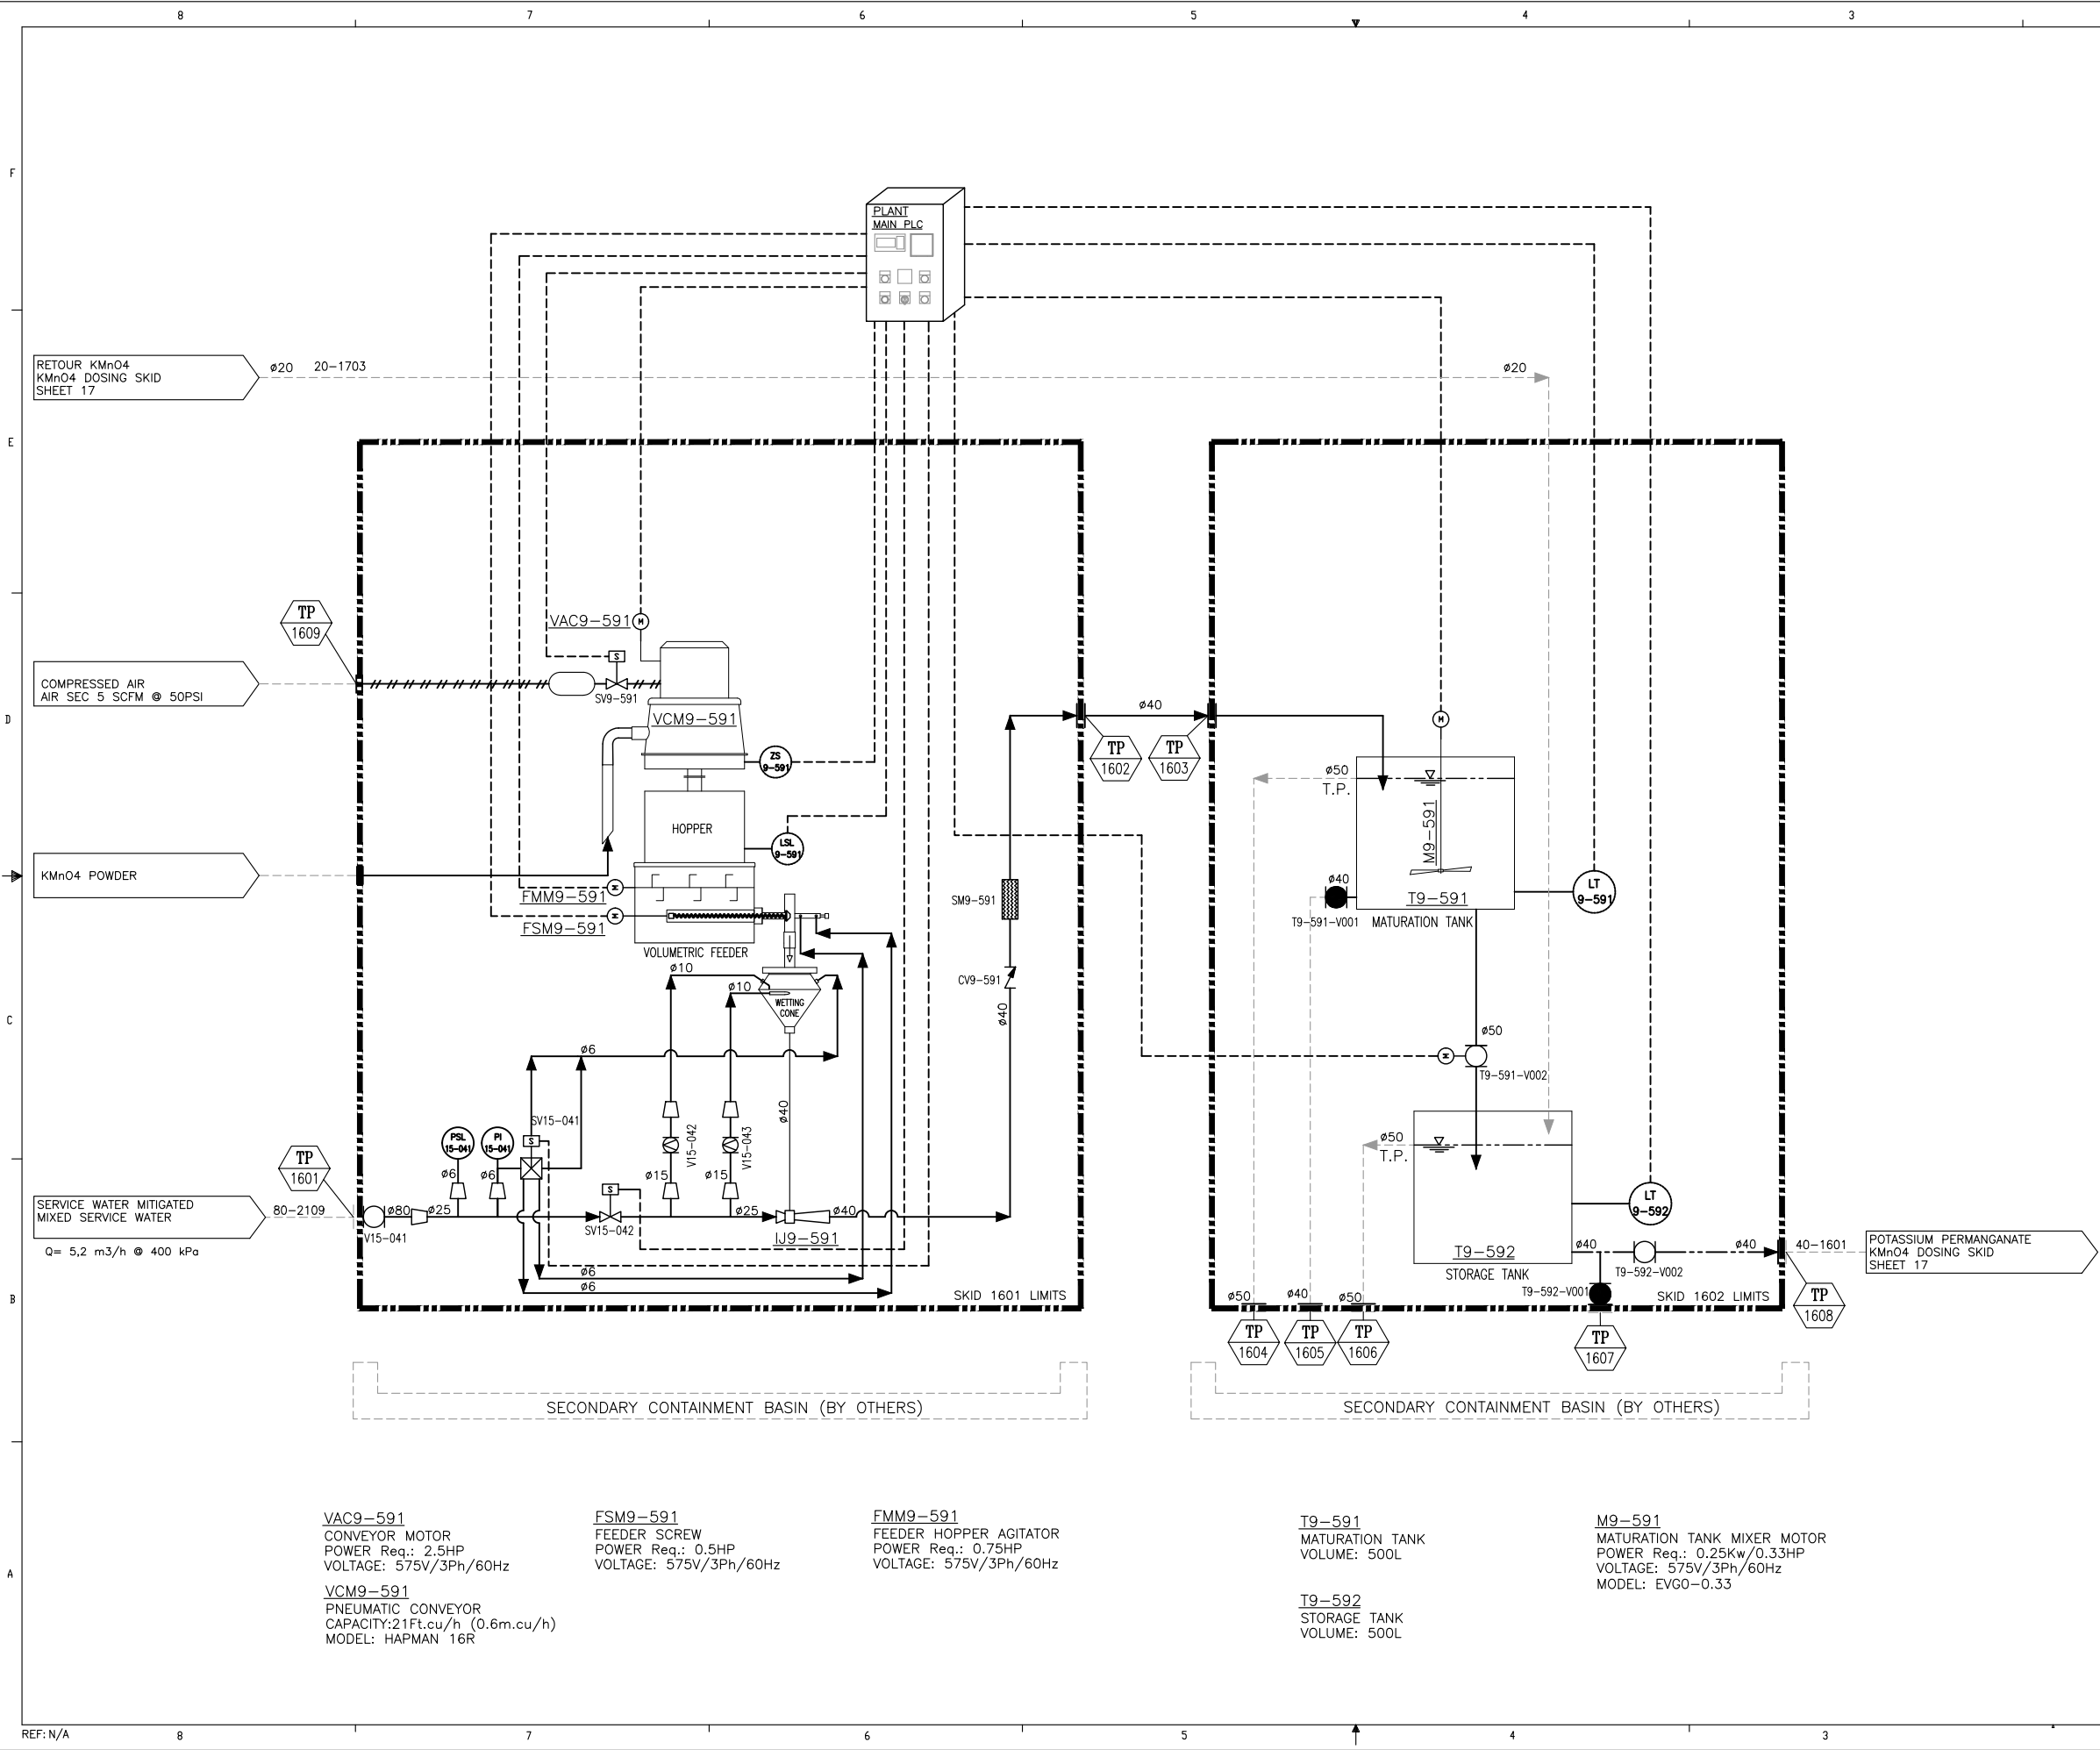 8 7 6 5 4 3
F
E
D
C
B
A
PLANT
MAIN PLC
RETOUR KMnO4
KMnO4 DOSING SKID
SHEET 17
ø20 20-1703
ø20
TP
1609
COMPRESSED AIR
AIR SEC 5 SCFM @ 50PSI
VAC9-591
M
S
SV9-591
VCM9-591
ZS
9-591
HOPPER
LSL
9-591
KMnO4 POWDER
FMM9-591
M
FSM9-591
M
VOLUMETRIC FEEDER
ø10
ø10
WETTING
CONE
SM9-591
CV9-591
ø40
ø6
ø40
SV15-041
S
PSL
15-041
PI
15-041
ø6
ø6
V15-042
V15-043
ø15
ø15
TP
1601
SERVICE WATER MITIGATED
MIXED SERVICE WATER
80-2109
Q= 5,2 m3/h @ 400 kPa
V15-041
ø80
ø25
S
SV15-042
ø25
ø40
IJ9-591
ø6
ø6
SKID 1601 LIMITS
ø40
TP
1602
TP
1603
M
ø50
T.P.
M9-591
ø40
T9-591
T9-591-V001
MATURATION TANK
LT
9-591
ø50
M
T9-591-V002
ø50
T.P.
LT
9-592
T9-592
STORAGE TANK
ø40
T9-592-V002
ø40
40-1601
POTASSIUM PERMANGANATE
KMnO4 DOSING SKID
SHEET 17
T9-592-V001
SKID 1602 LIMITS
ø50
ø40
ø50
TP
1604
TP
1605
TP
1606
TP
1607
TP
1608
SECONDARY CONTAINMENT BASIN (BY OTHERS)
SECONDARY CONTAINMENT BASIN (BY OTHERS)
VAC9-591
CONVEYOR MOTOR
POWER Req.: 2.5HP
VOLTAGE: 575V/3Ph/60Hz
VCM9-591
PNEUMATIC CONVEYOR
CAPACITY:21Ft.cu/h (0.6m.cu/h)
MODEL: HAPMAN 16R
FSM9-591
FEEDER SCREW
POWER Req.: 0.5HP
VOLTAGE: 575V/3Ph/60Hz
FMM9-591
FEEDER HOPPER AGITATOR
POWER Req.: 0.75HP
VOLTAGE: 575V/3Ph/60Hz
T9-591
MATURATION TANK
VOLUME: 500L
T9-592
STORAGE TANK
VOLUME: 500L
M9-591
MATURATION TANK MIXER MOTOR
POWER Req.: 0.25Kw/0.33HP
VOLTAGE: 575V/3Ph/60Hz
MODEL: EVGO-0.33
REF: N/A
8 7 6 5 4 3